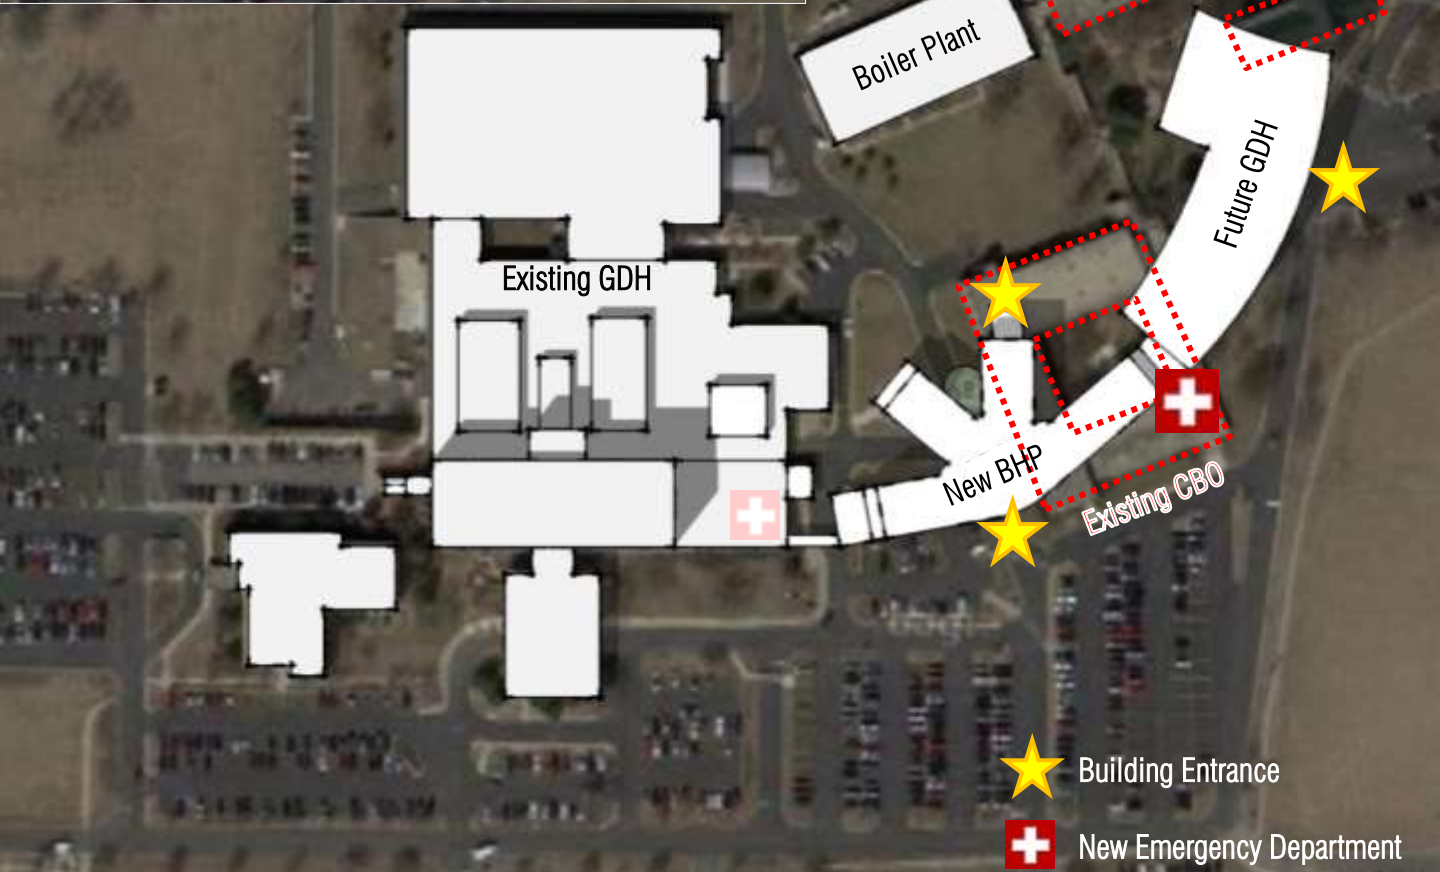 Boiler Plant
Future GDH
Existing GDH
New BHP
Existing CBO
Building Entrance
New Emergency Department